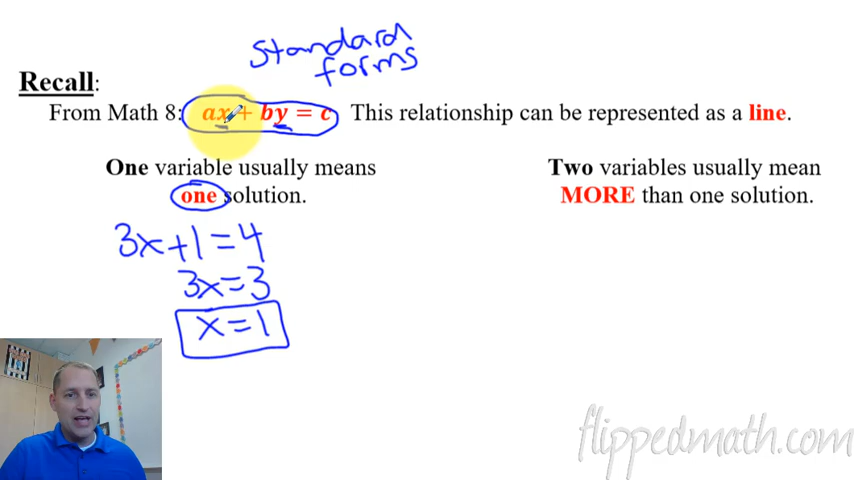 standard
forms
Recall:
From Math 8: ax + by = c This relationship can be represented as a line.
One variable usually means
one solution.
Two variables usually mean
MORE than one solution.
3x+1=4
3x=3
x=1
flippedmath.com